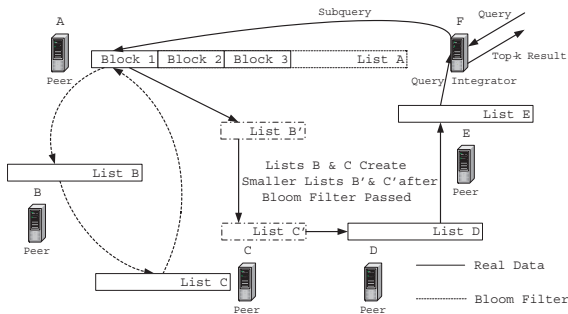 Subquery
Query
A
F
Block 1 Block 2 Block 3 List A
Top-k Result
Peer
Query Integrator
List E
List B'
E
Lists B & C Create
Smaller Lists B'& C'after
Bloom Filter Passed
List B
Peer
B
List C'
List D
Peer
C
D
Real Data
List C
Peer
Peer
Bloom Filter